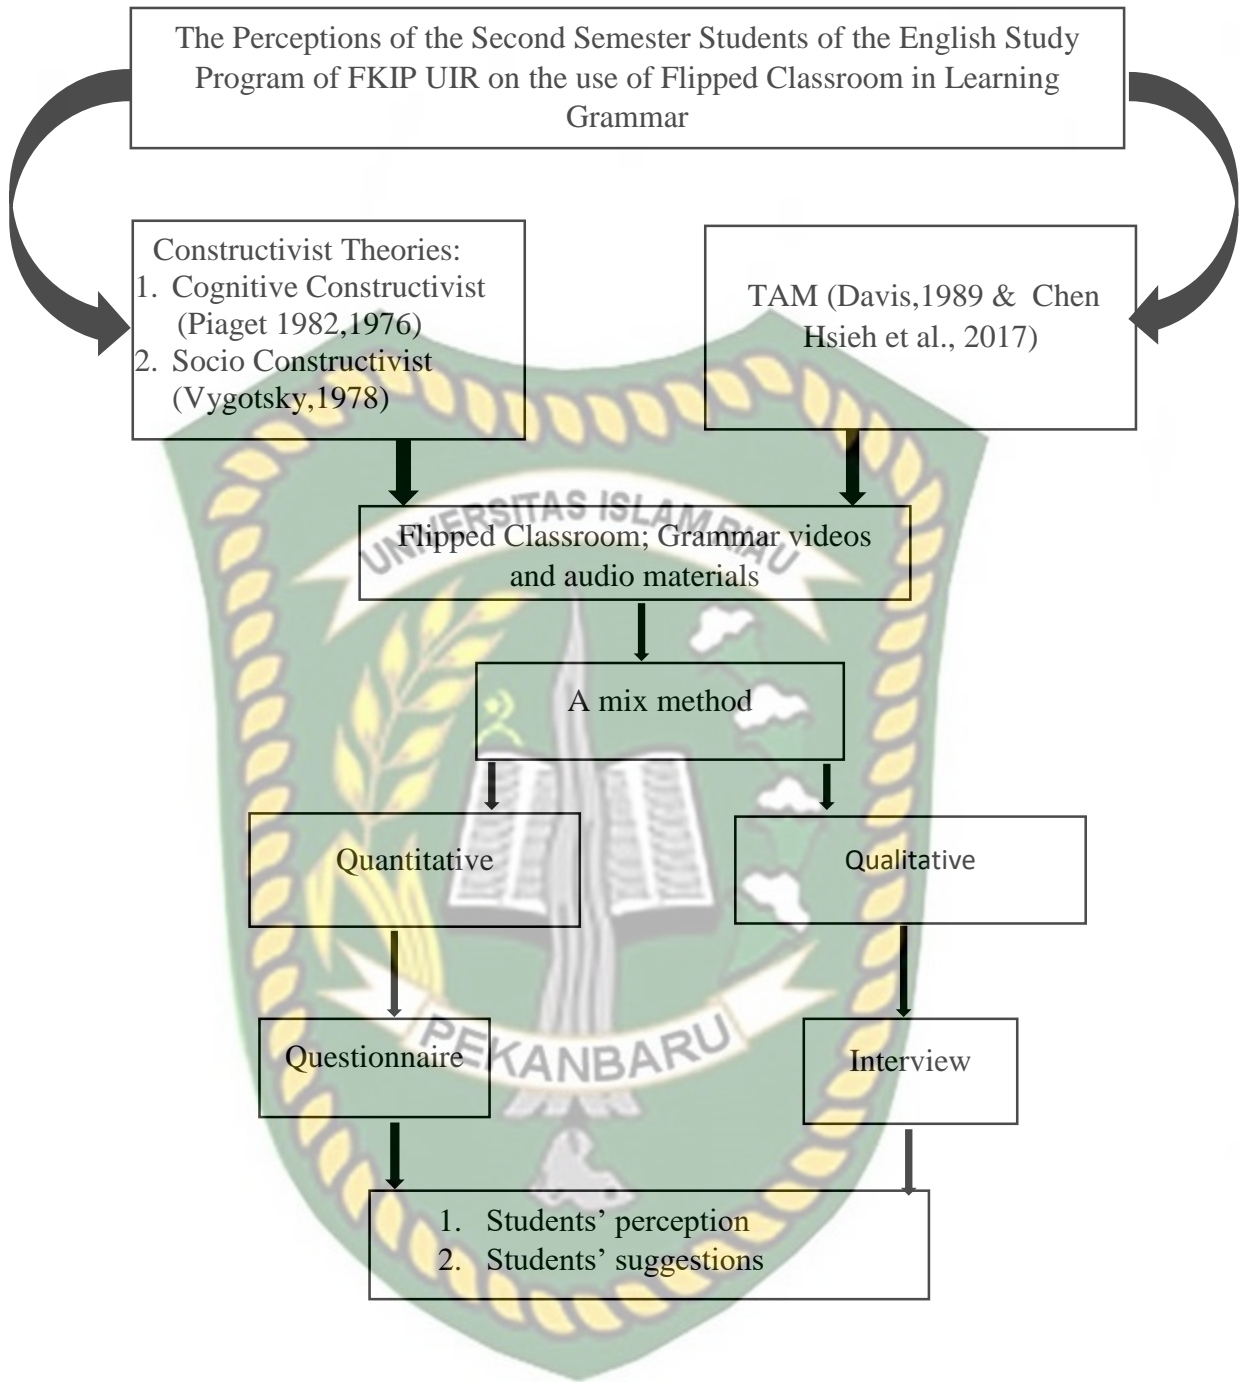 The Perceptions of the Second Semester Students of the English Study
Program of FKIP UIR on the use of Flipped Classroom in Learning
Grammar
Constructivist Theories:
1. Cognitive Constructivist
(Piaget 1982,1976)
2. Socio Constructivist
(Vygotsky,1978)
TAM (Davis,1989 & Chen
Hsieh et al., 2017)
UNIVERSITAS ISLAM RIAU
Flipped Classroom; Grammar videos
and audio materials
A mix method
Quantitative
Qualitative
PEKANBARU
Questionnaire
Interview
1. Students’ perception
2. Students’ suggestions